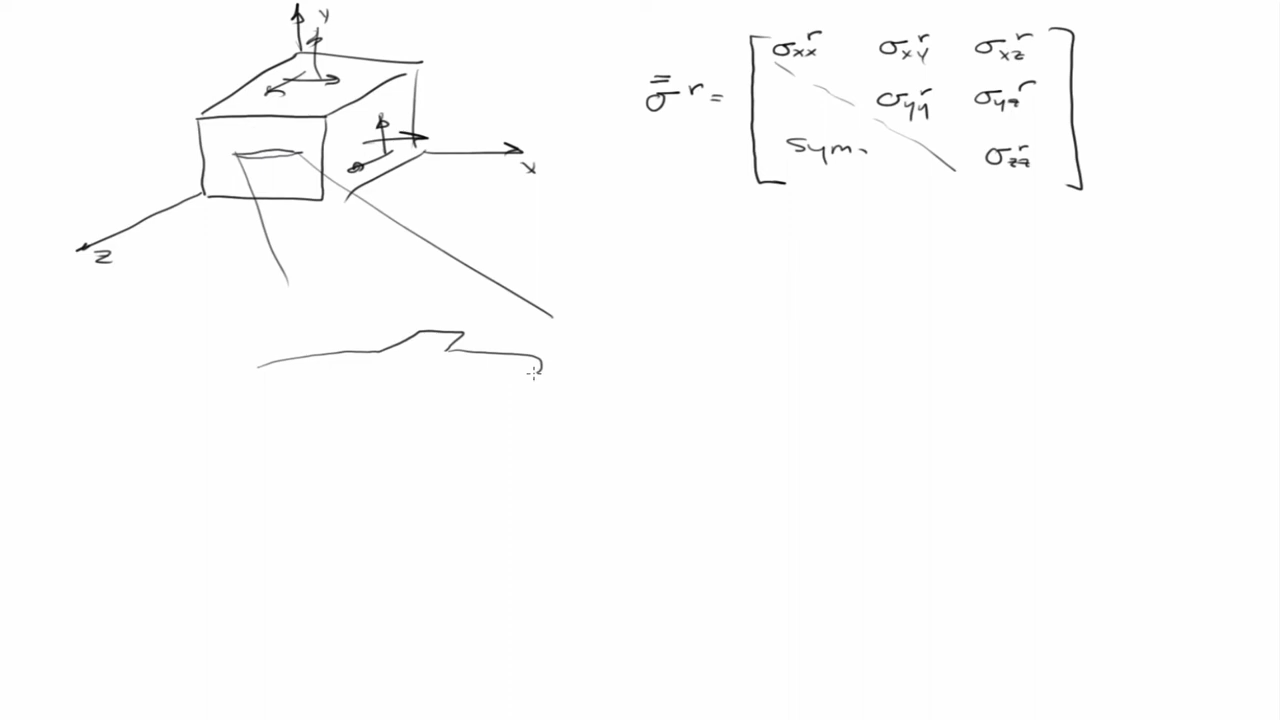 y
x
z
σ̿ ʳ = [ σxxʳ σxyʳ σxzʳ
σyyʳ σyzʳ
sym. σzzʳ ]